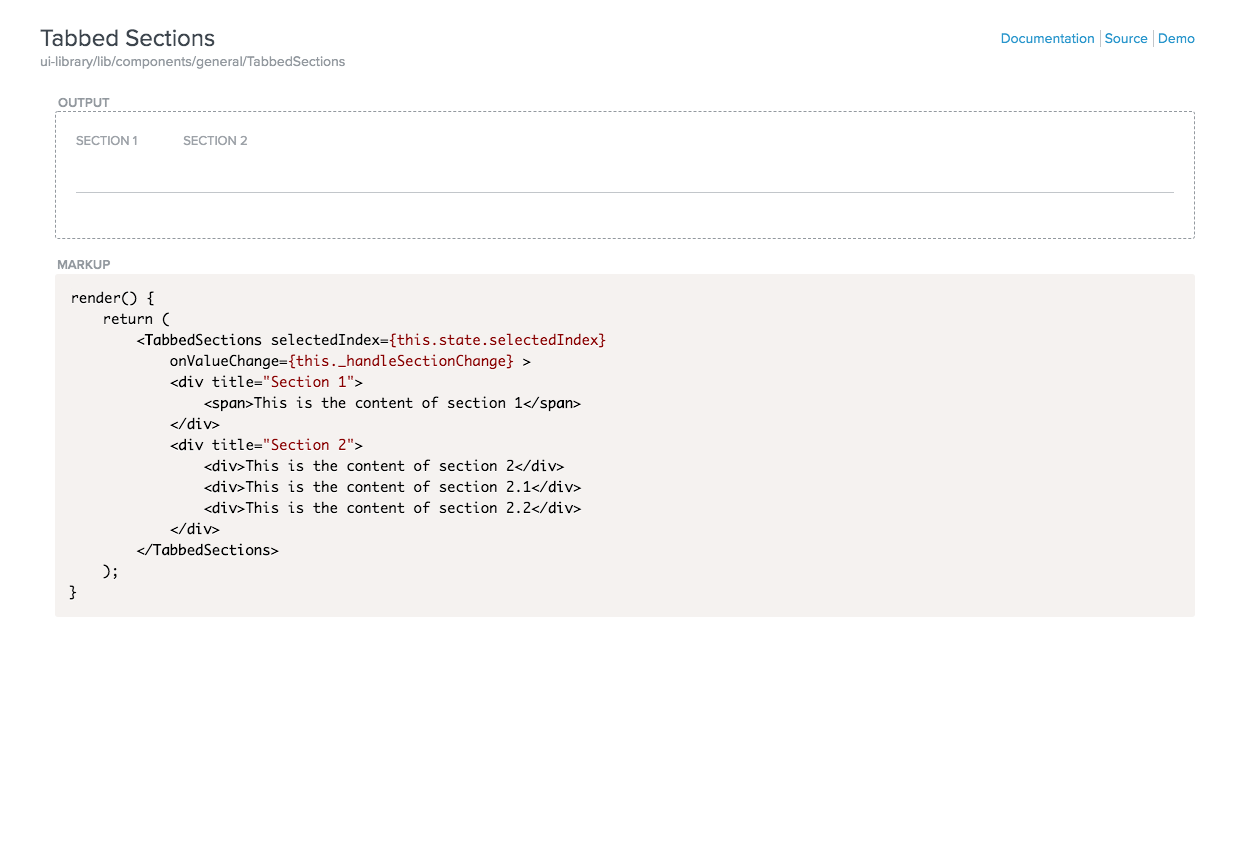 Tabbed Sections
Documentation | Source | Demo
ui-library/lib/components/general/TabbedSections
OUTPUT
SECTION 1 SECTION 2
MARKUP
render() {
    return (
        <TabbedSections selectedIndex={this.state.selectedIndex}
            onValueChange={this._handleSectionChange} >
            <div title="Section 1">
                <span>This is the content of section 1</span>
            </div>
            <div title="Section 2">
                <div>This is the content of section 2</div>
                <div>This is the content of section 2.1</div>
                <div>This is the content of section 2.2</div>
            </div>
        </TabbedSections>
    );
}